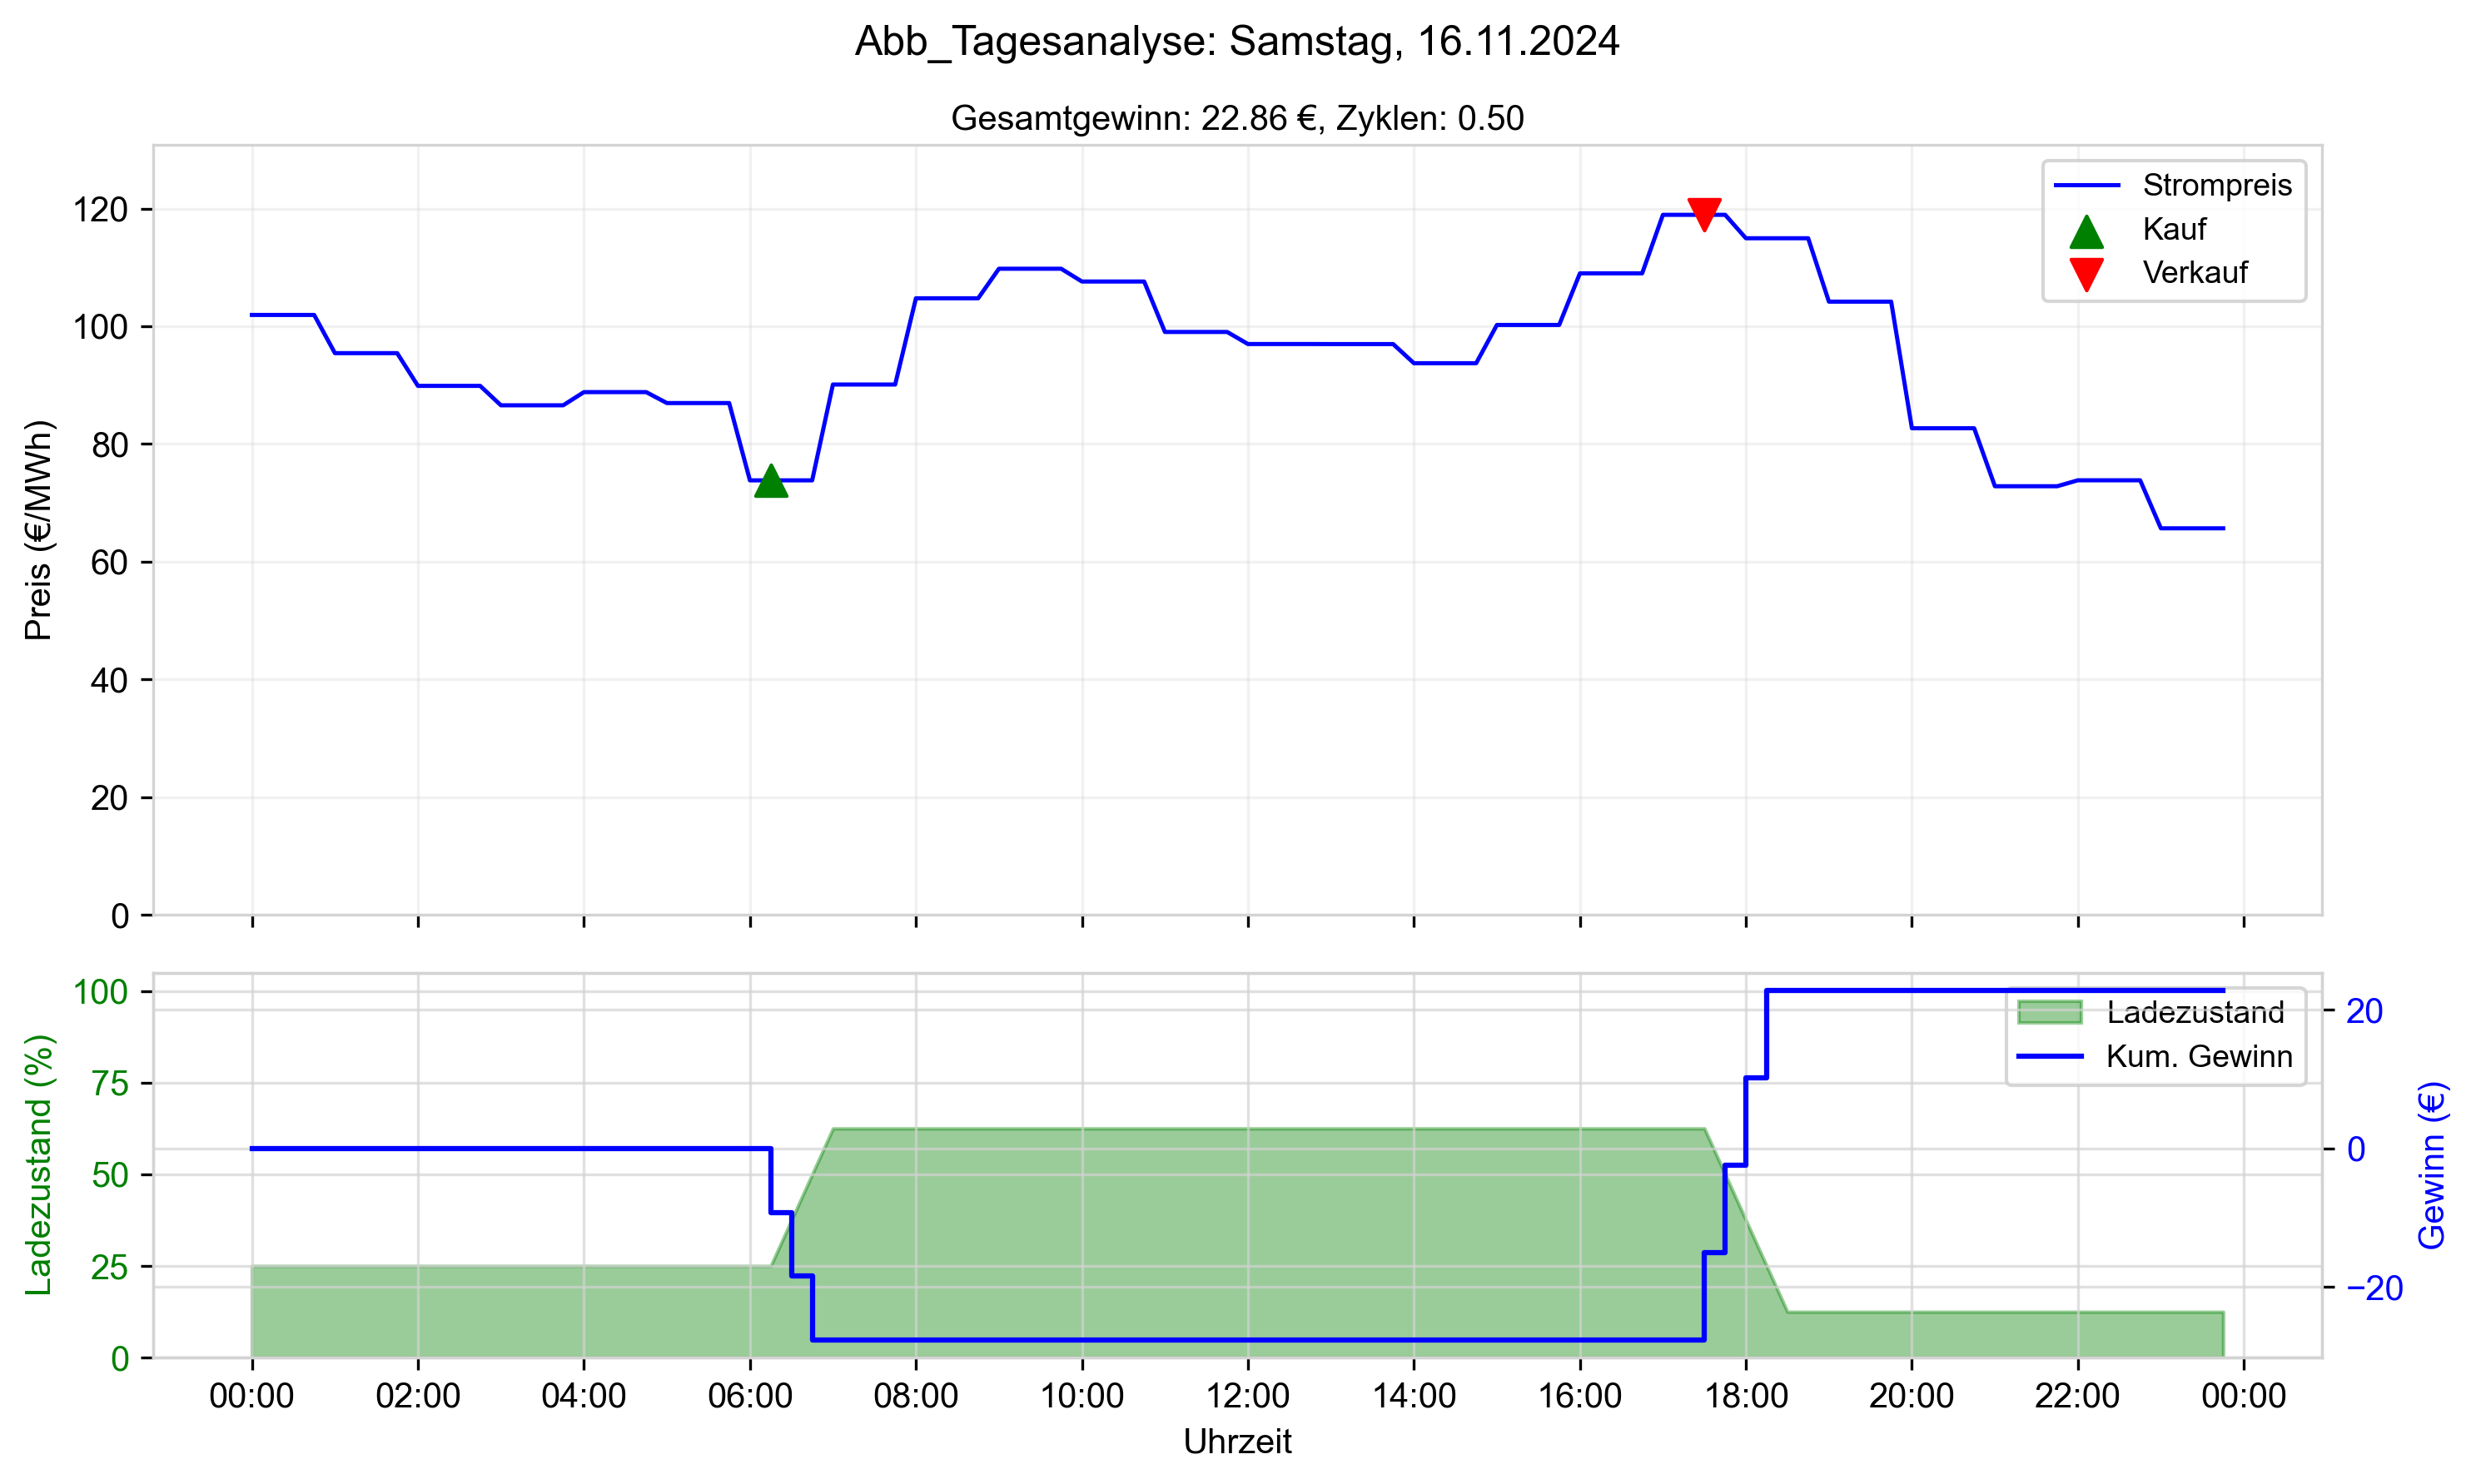 Abb_Tagesanalyse: Samstag, 16.11.2024
Gesamtgewinn: 22.86 €, Zyklen: 0.50
Preis (€/MWh)
120
100
80
60
40
20
0
Strompreis
Kauf
Verkauf
Ladezustand (%)
100
75
50
25
0
Ladezustand
Kum. Gewinn
20
0
−20
Gewinn (€)
00:00 02:00 04:00 06:00 08:00 10:00 12:00 14:00 16:00 18:00 20:00 22:00 00:00
Uhrzeit